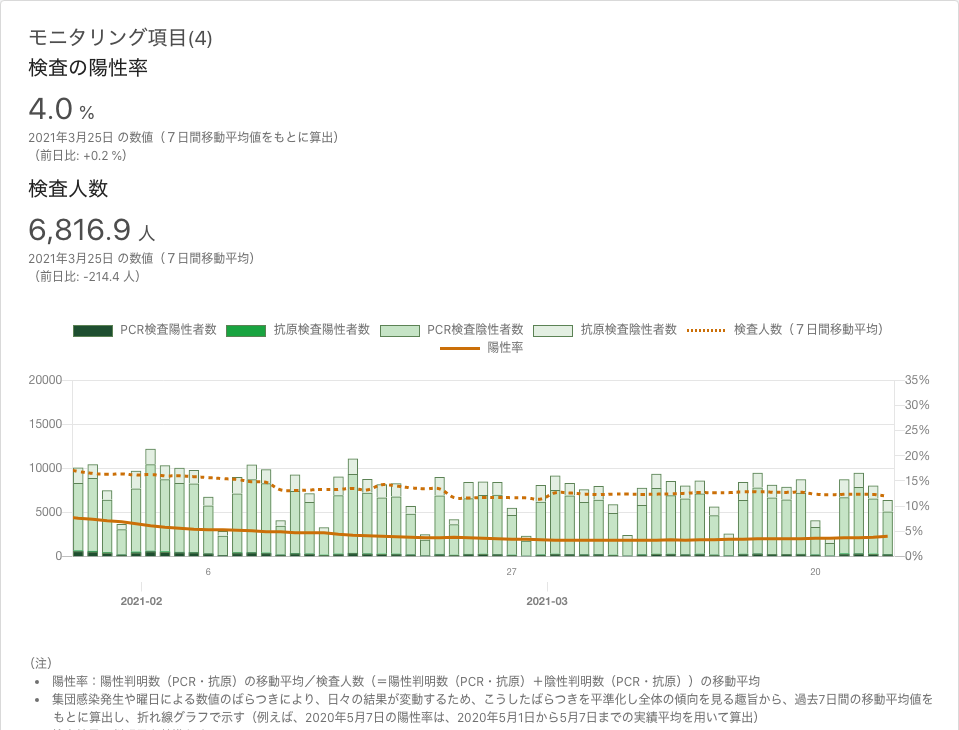 モニタリング項目(4)
検査の陽性率
4.0 %
2021年3月25日 の数値（７日間移動平均値をもとに算出）
（前日比: +0.2 %）
検査人数
6,816.9 人
2021年3月25日 の数値（７日間移動平均）
（前日比: -214.4 人）
PCR検査陽性者数 抗原検査陽性者数 PCR検査陰性者数 抗原検査陰性者数 検査人数（７日間移動平均）
陽性率
20000 35%
30%
15000 25%
20%
10000 15%
5000 10%
5%
0 0%
6 27 20
2021-02 2021-03
（注）
• 陽性率：陽性判明数（PCR・抗原）の移動平均／検査人数（＝陽性判明数（PCR・抗原）＋陰性判明数（PCR・抗原））の移動平均
• 集団感染発生や曜日による数値のばらつきにより、日々の結果が変動するため、こうしたばらつきを平準化し全体の傾向を見る趣旨から、過去7日間の移動平均値を
もとに算出し、折れ線グラフで示す（例えば、2020年5月7日の陽性率は、2020年5月1日から5月7日までの実績平均を用いて算出）